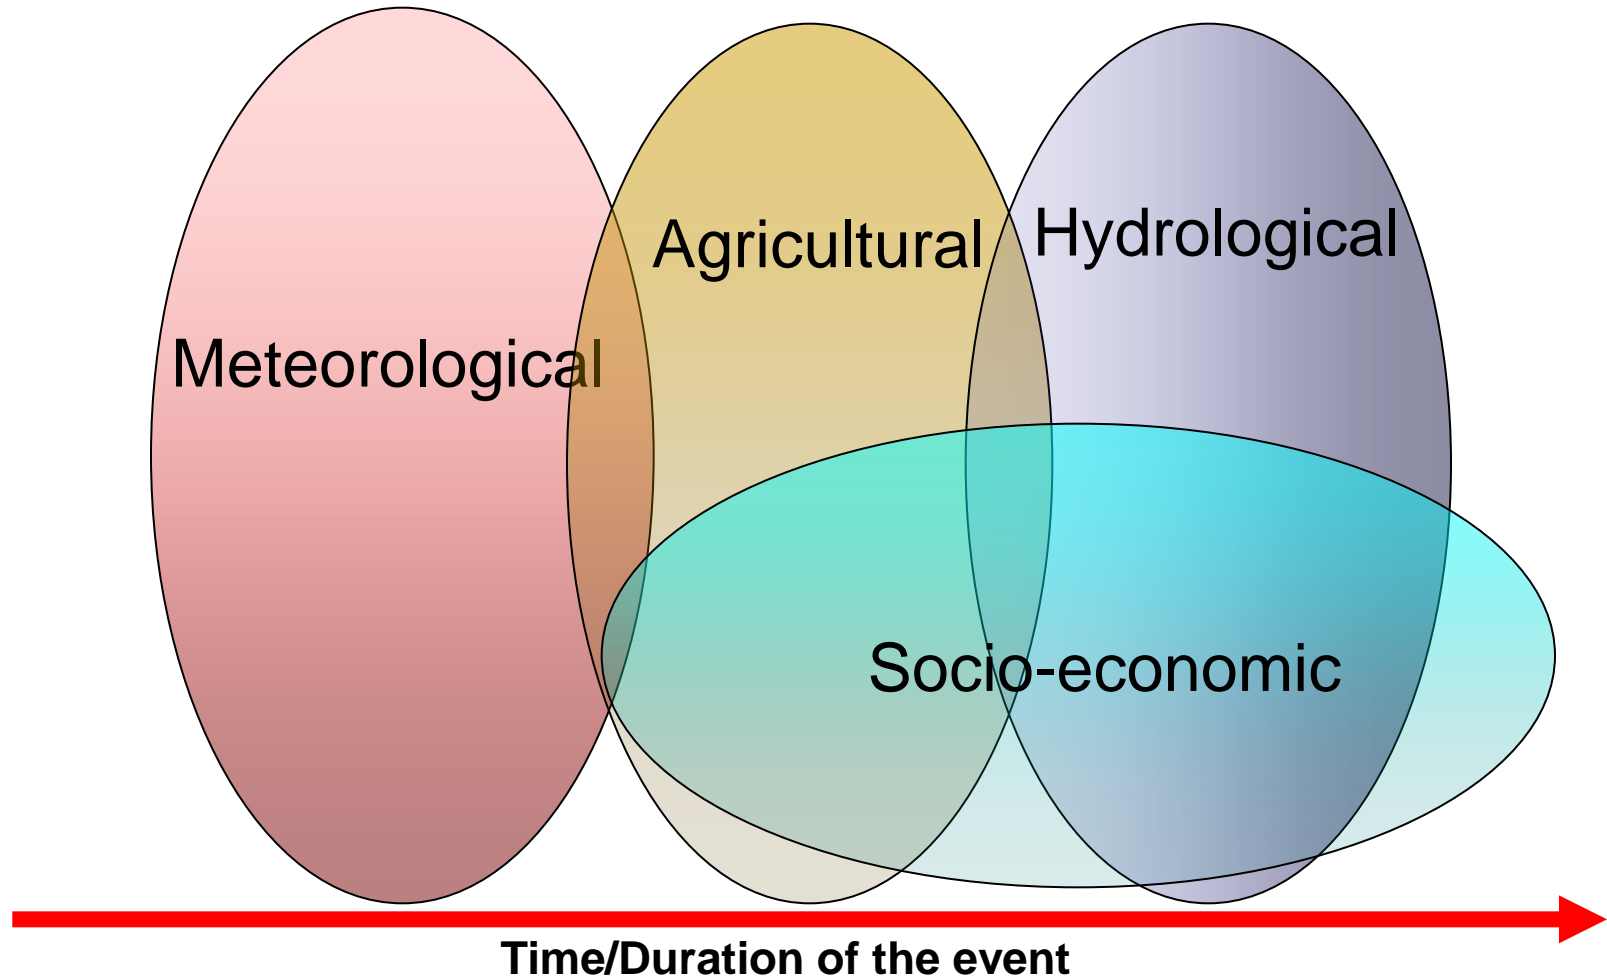 Meteorological
Agricultural
Hydrological
Socio-economic
Time/Duration of the event